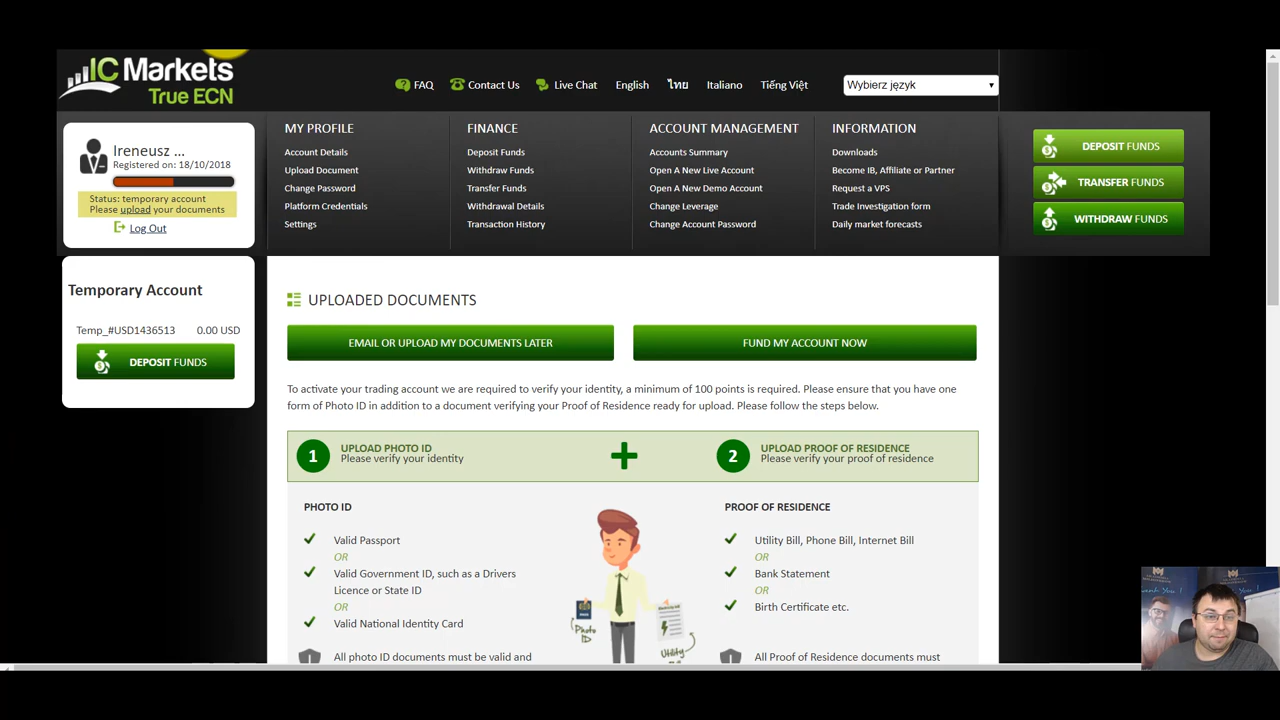 IC Markets
True ECN
FAQ
Contact Us
Live Chat
English
ไทย
Italiano
Tiếng Việt
Wybierz język
Ireneusz ...
Registered on: 18/10/2018
Status: temporary account
Please upload your documents
Log Out
MY PROFILE
Account Details
Upload Document
Change Password
Platform Credentials
Settings
FINANCE
Deposit Funds
Withdraw Funds
Transfer Funds
Withdrawal Details
Transaction History
ACCOUNT MANAGEMENT
Accounts Summary
Open A New Live Account
Open A New Demo Account
Change Leverage
Change Account Password
INFORMATION
Downloads
Become IB, Affiliate or Partner
Request a VPS
Trade Investigation form
Daily market forecasts
DEPOSIT FUNDS
TRANSFER FUNDS
WITHDRAW FUNDS
Temporary Account
Temp_#USD1436513 0.00 USD
DEPOSIT FUNDS
UPLOADED DOCUMENTS
EMAIL OR UPLOAD MY DOCUMENTS LATER
FUND MY ACCOUNT NOW
To activate your trading account we are required to verify your identity, a minimum of 100 points is required. Please ensure that you have one
form of Photo ID in addition to a document verifying your Proof of Residence ready for upload. Please follow the steps below.
1
UPLOAD PHOTO ID
Please verify your identity
2
UPLOAD PROOF OF RESIDENCE
Please verify your proof of residence
PHOTO ID
Valid Passport
OR
Valid Government ID, such as a Drivers
Licence or State ID
OR
Valid National Identity Card
All photo ID documents must be valid and
Photo
ID
Utility
PROOF OF RESIDENCE
Utility Bill, Phone Bill, Internet Bill
OR
Bank Statement
OR
Birth Certificate etc.
All Proof of Residence documents must